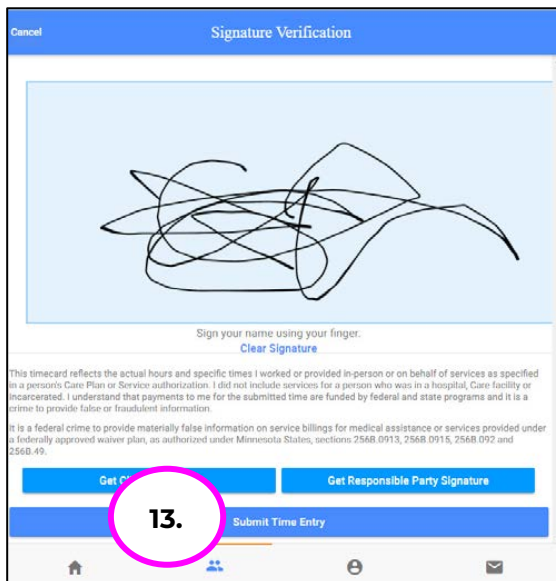 Cancel
Signature Verification
Sign your name using your finger.
Clear Signature
This timecard reflects the actual hours and specific times I worked or provided in-person or on behalf of services as specified
in a person's Care Plan or Service authorization. I did not include services for a person who was in a hospital, Care facility or
incarcerated. I understand that payments to me for the submitted time are funded by federal and state programs and it is a
crime to provide false or fraudulent information.
It is a federal crime to provide materially false information on service billings for medical assistance or services provided under
a federally approved waiver plan, as authorized under Minnesota States, sections 256B.0913, 256B.0915, 256B.092 and
256B.49.
Get
Get Responsible Party Signature
13.
Submit Time Entry